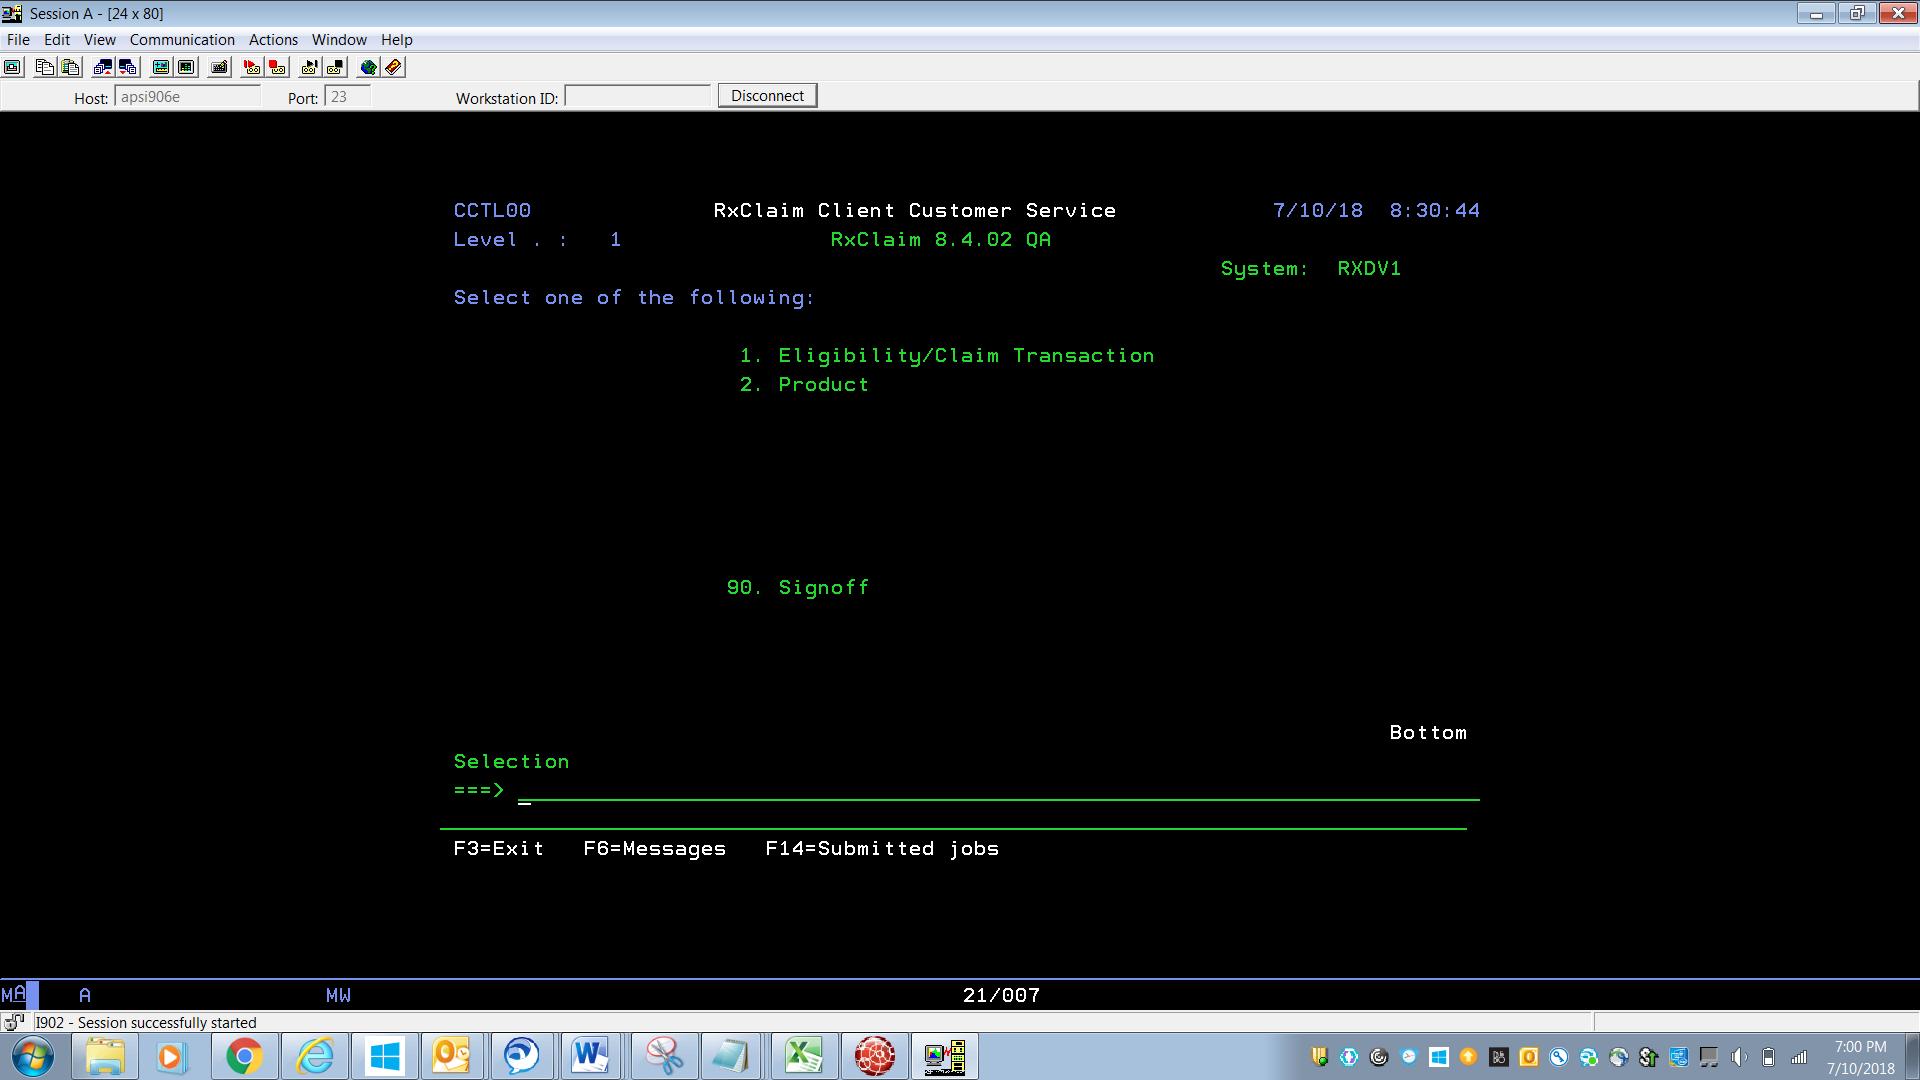 Session A - [24 x 80]
File Edit View Communication Actions Window Help
Host: apsi906e Port: 23 Workstation ID: Disconnect
CCTL00 RxClaim Client Customer Service 7/10/18 8:30:44
Level . : 1 RxClaim 8.4.02 QA
System: RXDV1
Select one of the following:
1. Eligibility/Claim Transaction
2. Product
90. Signoff
Bottom
Selection
===>
F3=Exit F6=Messages F14=Submitted jobs
MA A MW 21/007
I902 - Session successfully started
7:00 PM
7/10/2018